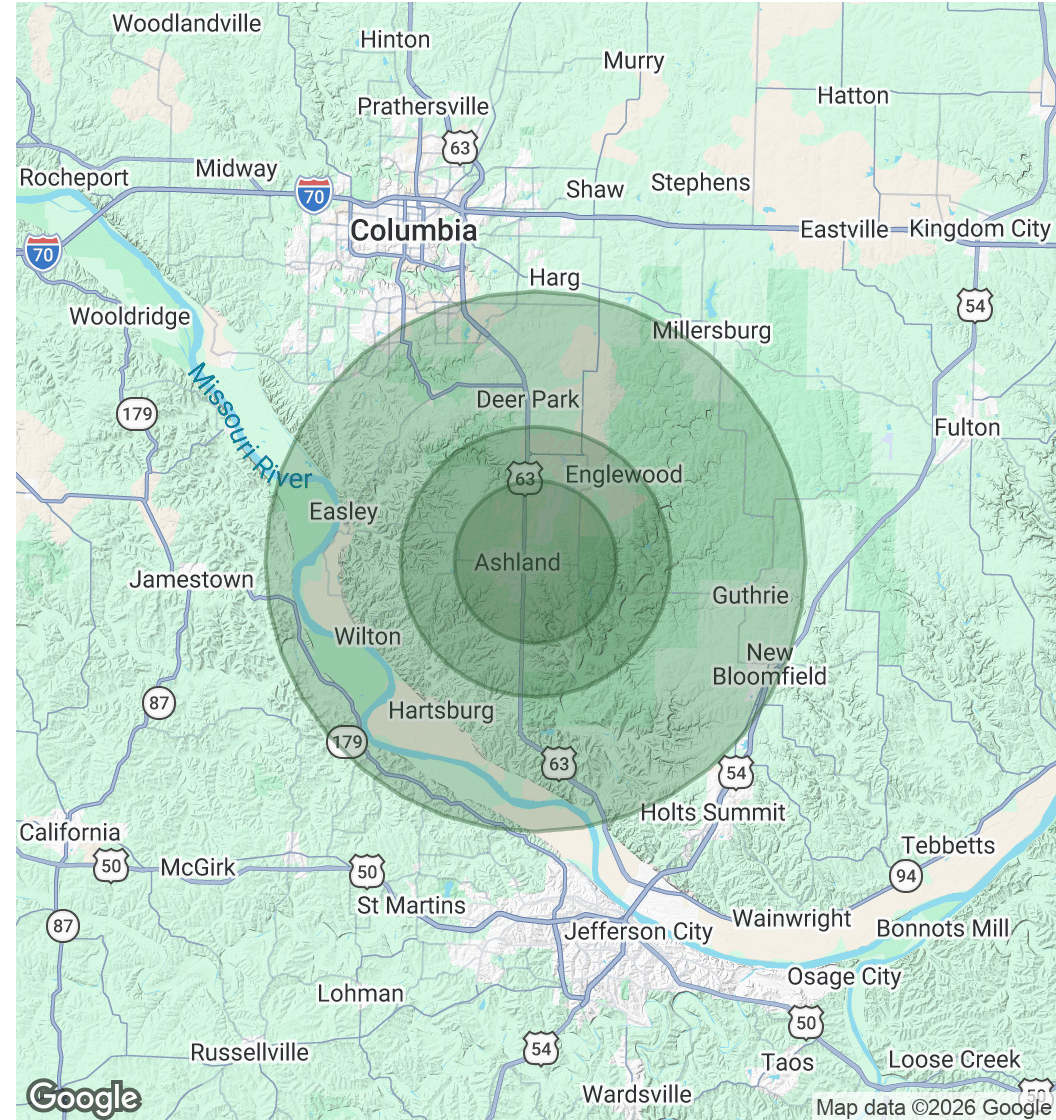 Woodlandville
Hinton
Murry
Hatton
Prathersville
63
Midway
Rocheport
70
Shaw
Stephens
Columbia
Eastville
Kingdom City
70
Harg
54
Wooldridge
Millersburg
Missouri River
179
Deer Park
Fulton
63
Englewood
Easley
Ashland
Jamestown
Guthrie
Wilton
New
Bloomfield
87
Hartsburg
179
63
54
Holts Summit
California
Tebbetts
50
McGirk
50
94
St Martins
87
Jefferson City
Wainwright
Bonnots Mill
Osage City
Lohman
50
54
Russellville
Taos
Loose Creek
Wardsville
50
Google
Map data ©2026 Google